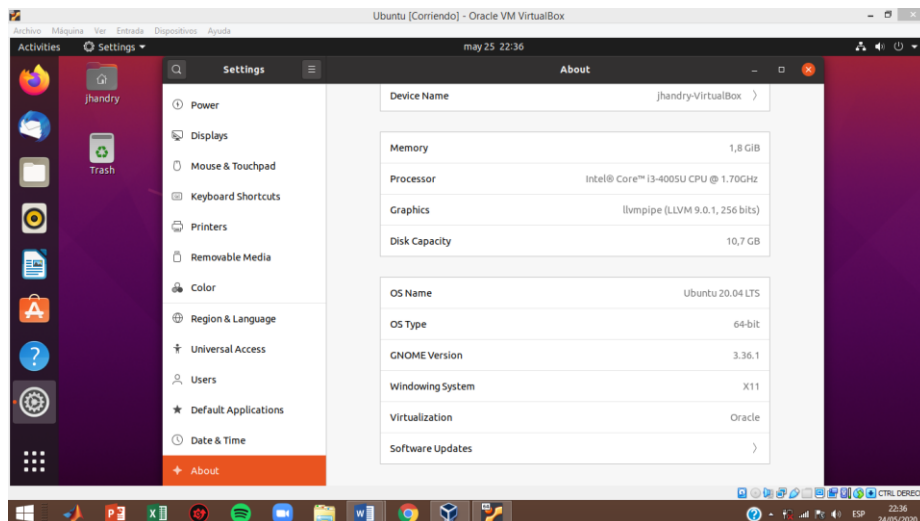 Ubuntu [Corriendo] - Oracle VM VirtualBox
Archivo Máquina Ver Entrada Dispositivos Ayuda
Activities Settings may 25 22:36
Settings About
jhandry
Trash
Power
Displays
Mouse & Touchpad
Keyboard Shortcuts
Printers
Removable Media
Color
Region & Language
Universal Access
Users
Default Applications
Date & Time
About
Device Name jhandry-VirtualBox
Memory 1,8 GiB
Processor Intel® Core™ i3-4005U CPU @ 1.70GHz
Graphics llvmpipe (LLVM 9.0.1, 256 bits)
Disk Capacity 10,7 GB
OS Name Ubuntu 20.04 LTS
OS Type 64-bit
GNOME Version 3.36.1
Windowing System X11
Virtualization Oracle
Software Updates
CTRL DEREC
ESP 22:36
24/05/2020